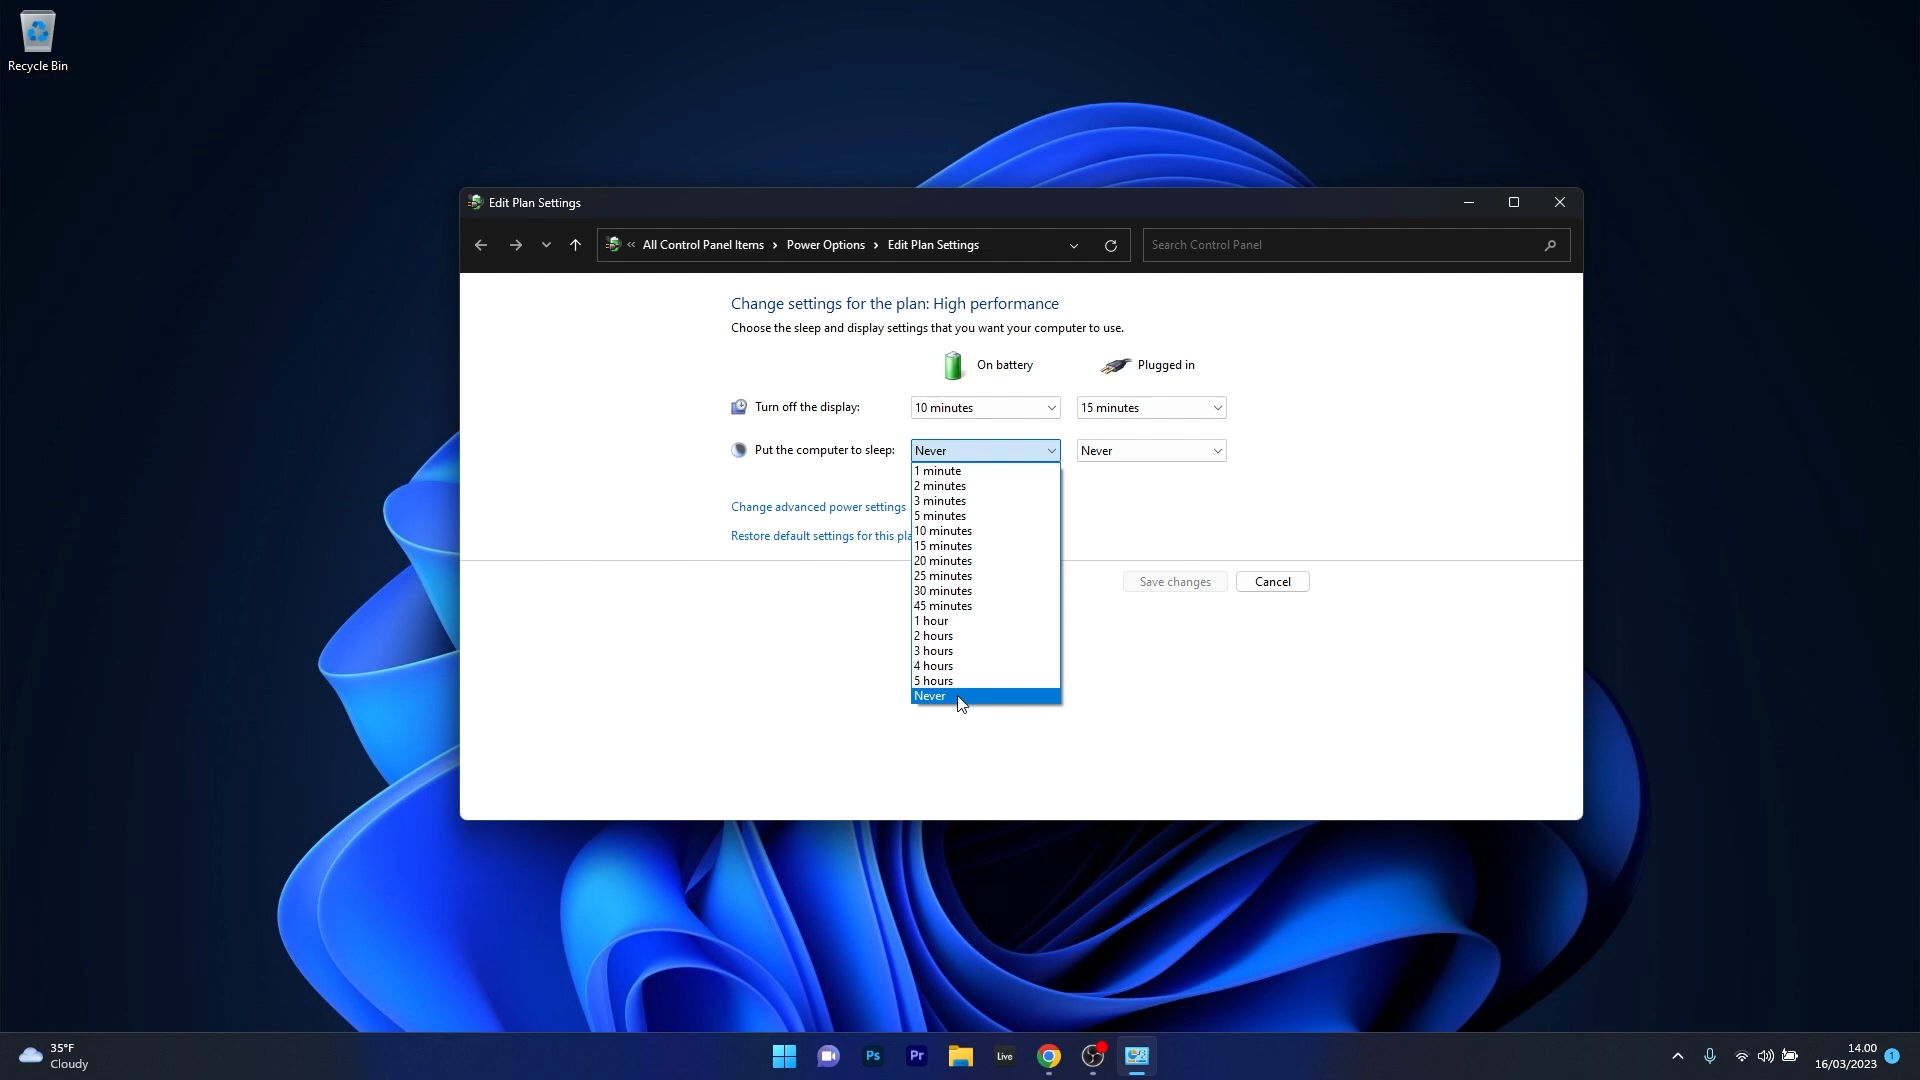 Recycle Bin
Edit Plan Settings
« All Control Panel Items › Power Options › Edit Plan Settings
Search Control Panel
Change settings for the plan: High performance
Choose the sleep and display settings that you want your computer to use.
On battery Plugged in
Turn off the display: 10 minutes 15 minutes
Put the computer to sleep: Never Never
1 minute
2 minutes
3 minutes
5 minutes
10 minutes
15 minutes
20 minutes
25 minutes
30 minutes
45 minutes
1 hour
2 hours
3 hours
4 hours
5 hours
Never
Change advanced power settings
Restore default settings for this pla
Save changes Cancel
35°F
Cloudy
Ps Pr Live
14.00
16/03/2023
1